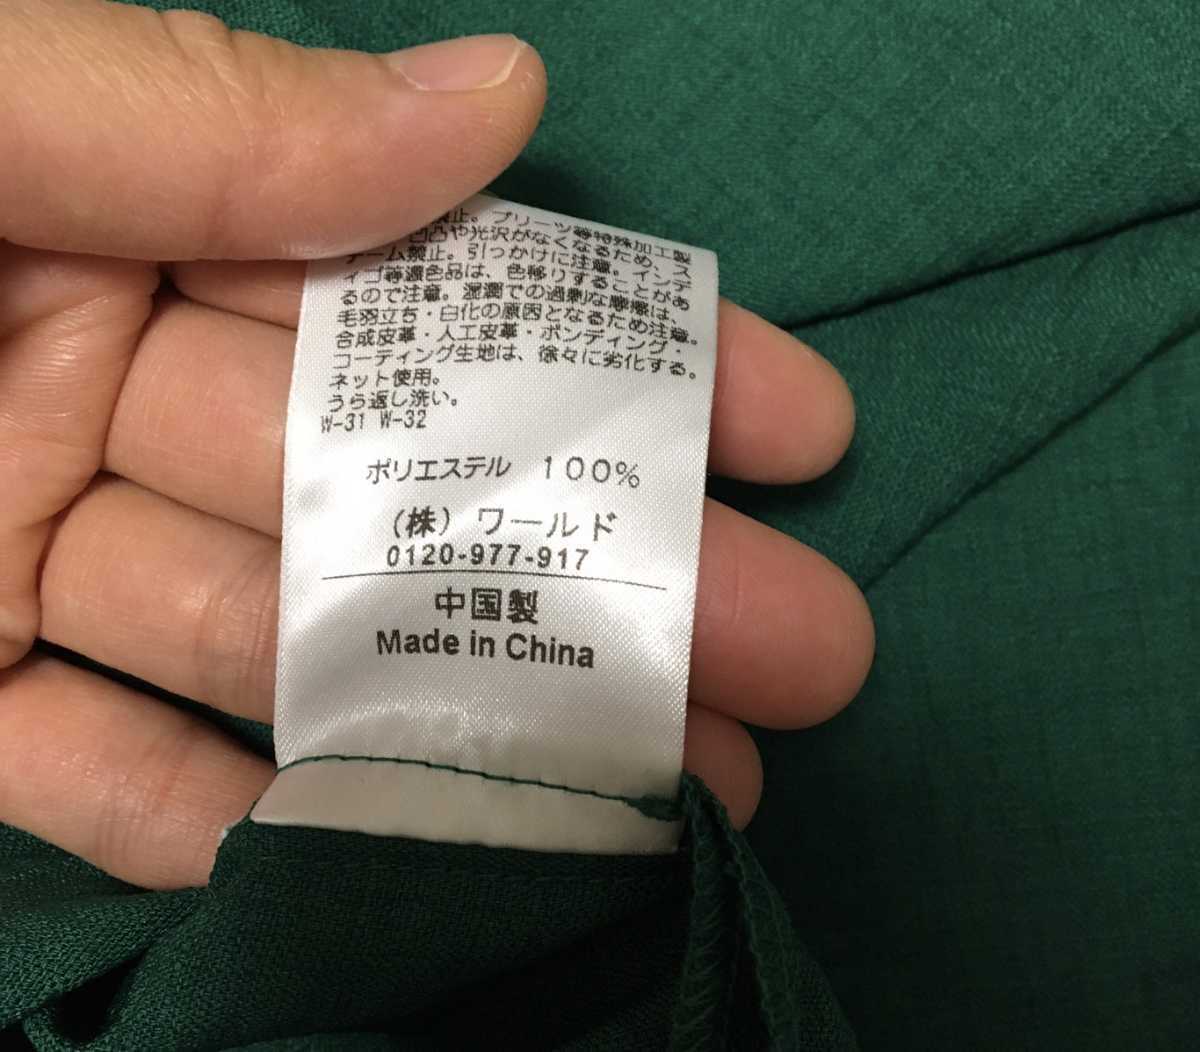 禁止。プリーツ等特殊加工製
凹凸や光沢がなくなるため、ス
チーム禁止。引っかけに注意。インデ
ィゴ等濃色品は、色移りすることがあ
るので注意。湿潤での過剰な摩擦は、
毛羽立ち・白化の原因となるため注意。
合成皮革・人工皮革・ボンディング・
コーティング生地は、徐々に劣化する。
ネット使用。
うら返し洗い。
W-31 W-32
ポリエステル 100%
(株) ワールド
0120-977-917
中国製
Made in China